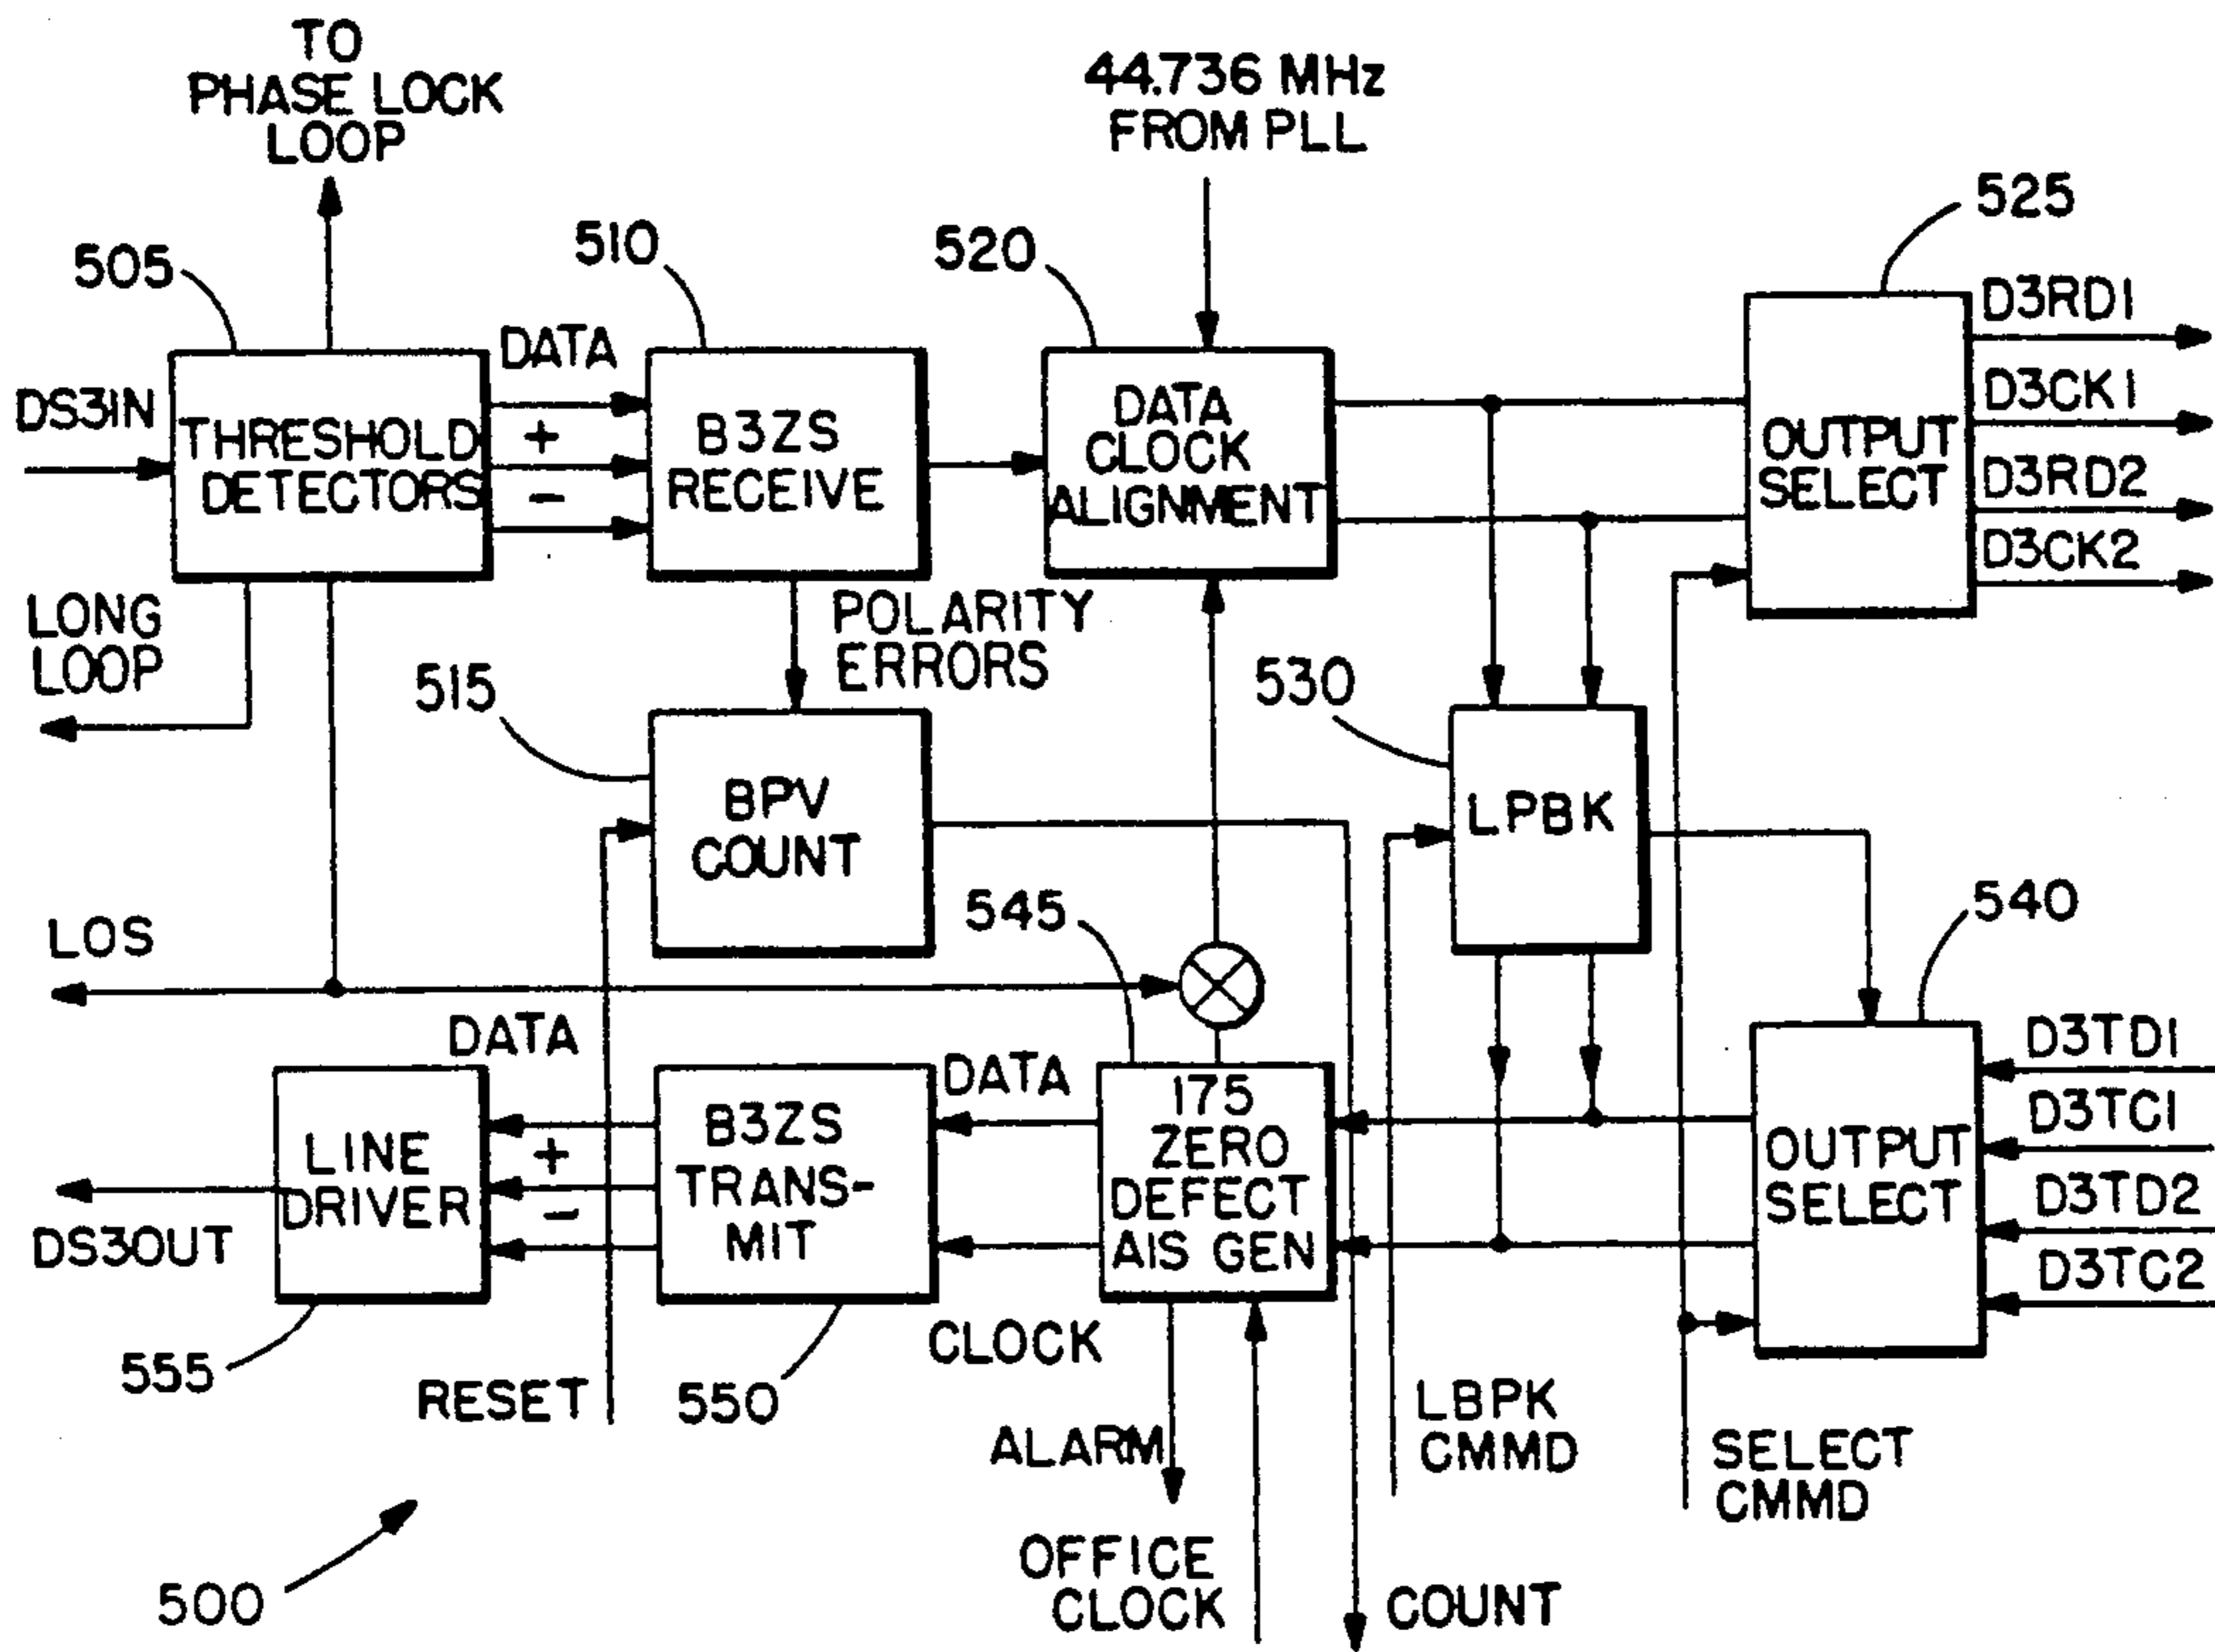 TO
PHASE LOCK
LOOP
44.736 MHz
FROM PLL
505
510
520
525
DS3IN
THRESHOLD
DETECTORS
DATA
+
-
B3ZS
RECEIVE
DATA
CLOCK
ALIGNMENT
OUTPUT
SELECT
D3RD1
D3CK1
D3RD2
D3CK2
LONG
LOOP
POLARITY
ERRORS
515
BPV
COUNT
530
LPBK
LOS
545
540
DATA
LINE
DRIVER
+
-
B3ZS
TRANS-
MIT
DATA
175
ZERO
DEFECT
AIS GEN
OUTPUT
SELECT
D3TD1
D3TC1
D3TD2
D3TC2
DS3OUT
555
RESET
550
CLOCK
ALARM
LBPK
CMMD
SELECT
CMMD
OFFICE
CLOCK
COUNT
500